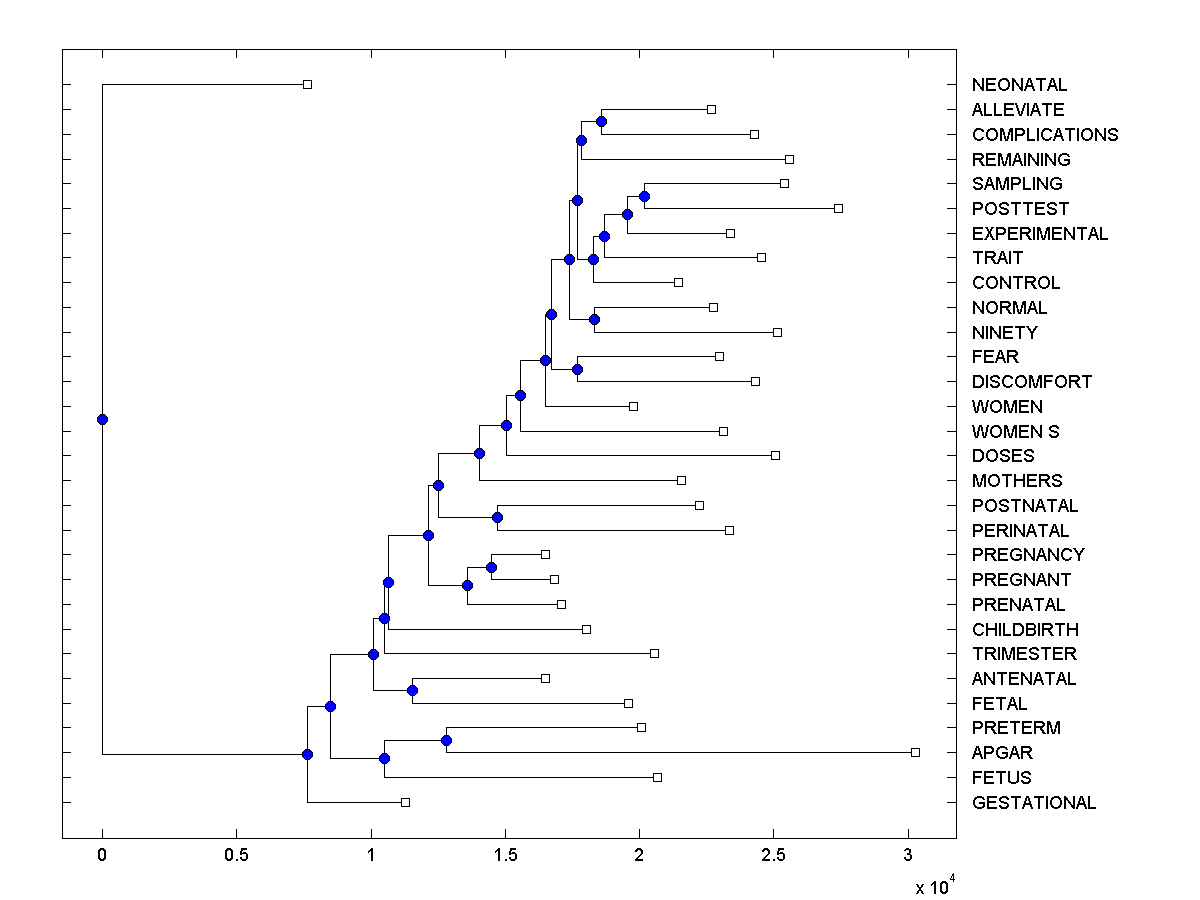 NEONATAL
ALLEVIATE
COMPLICATIONS
REMAINING
SAMPLING
POSTTEST
EXPERIMENTAL
TRAIT
CONTROL
NORMAL
NINETY
FEAR
DISCOMFORT
WOMEN
WOMEN S
DOSES
MOTHERS
POSTNATAL
PERINATAL
PREGNANCY
PREGNANT
PRENATAL
CHILDBIRTH
TRIMESTER
ANTENATAL
FETAL
PRETERM
APGAR
FETUS
GESTATIONAL
0 0.5 1 1.5 2 2.5 3
x 10^4